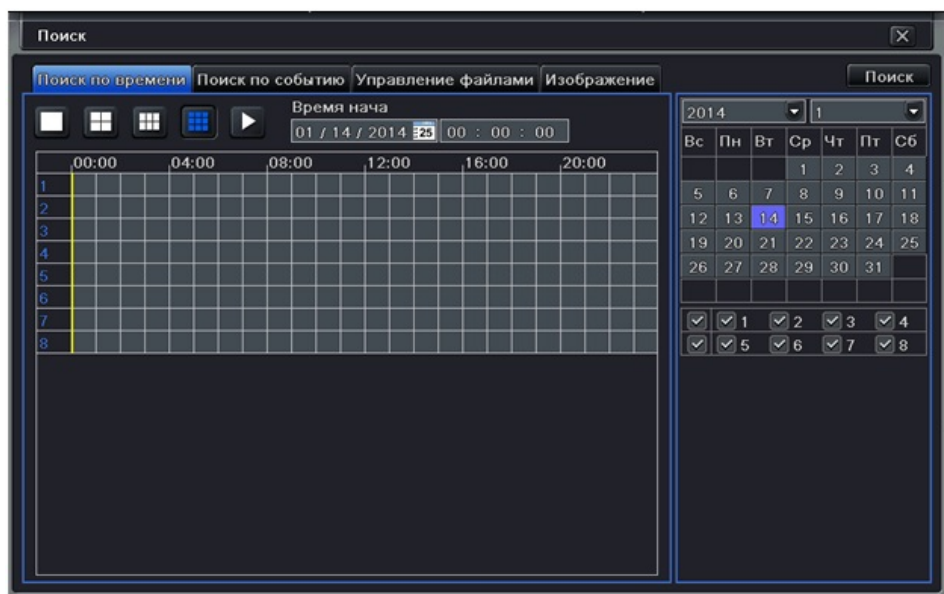 Поиск
Поиск по времени Поиск по событию Управление файлами Изображение
Поиск
Время нача
01 / 14 / 2014 25 00 : 00 : 00
00:00 04:00 08:00 12:00 16:00 20:00
1
2
3
4
5
6
7
8
2014 1
Вс Пн Вт Ср Чт Пт Сб
1 2 3 4
5 6 7 8 9 10 11
12 13 14 15 16 17 18
19 20 21 22 23 24 25
26 27 28 29 30 31
1 2 3 4
5 6 7 8